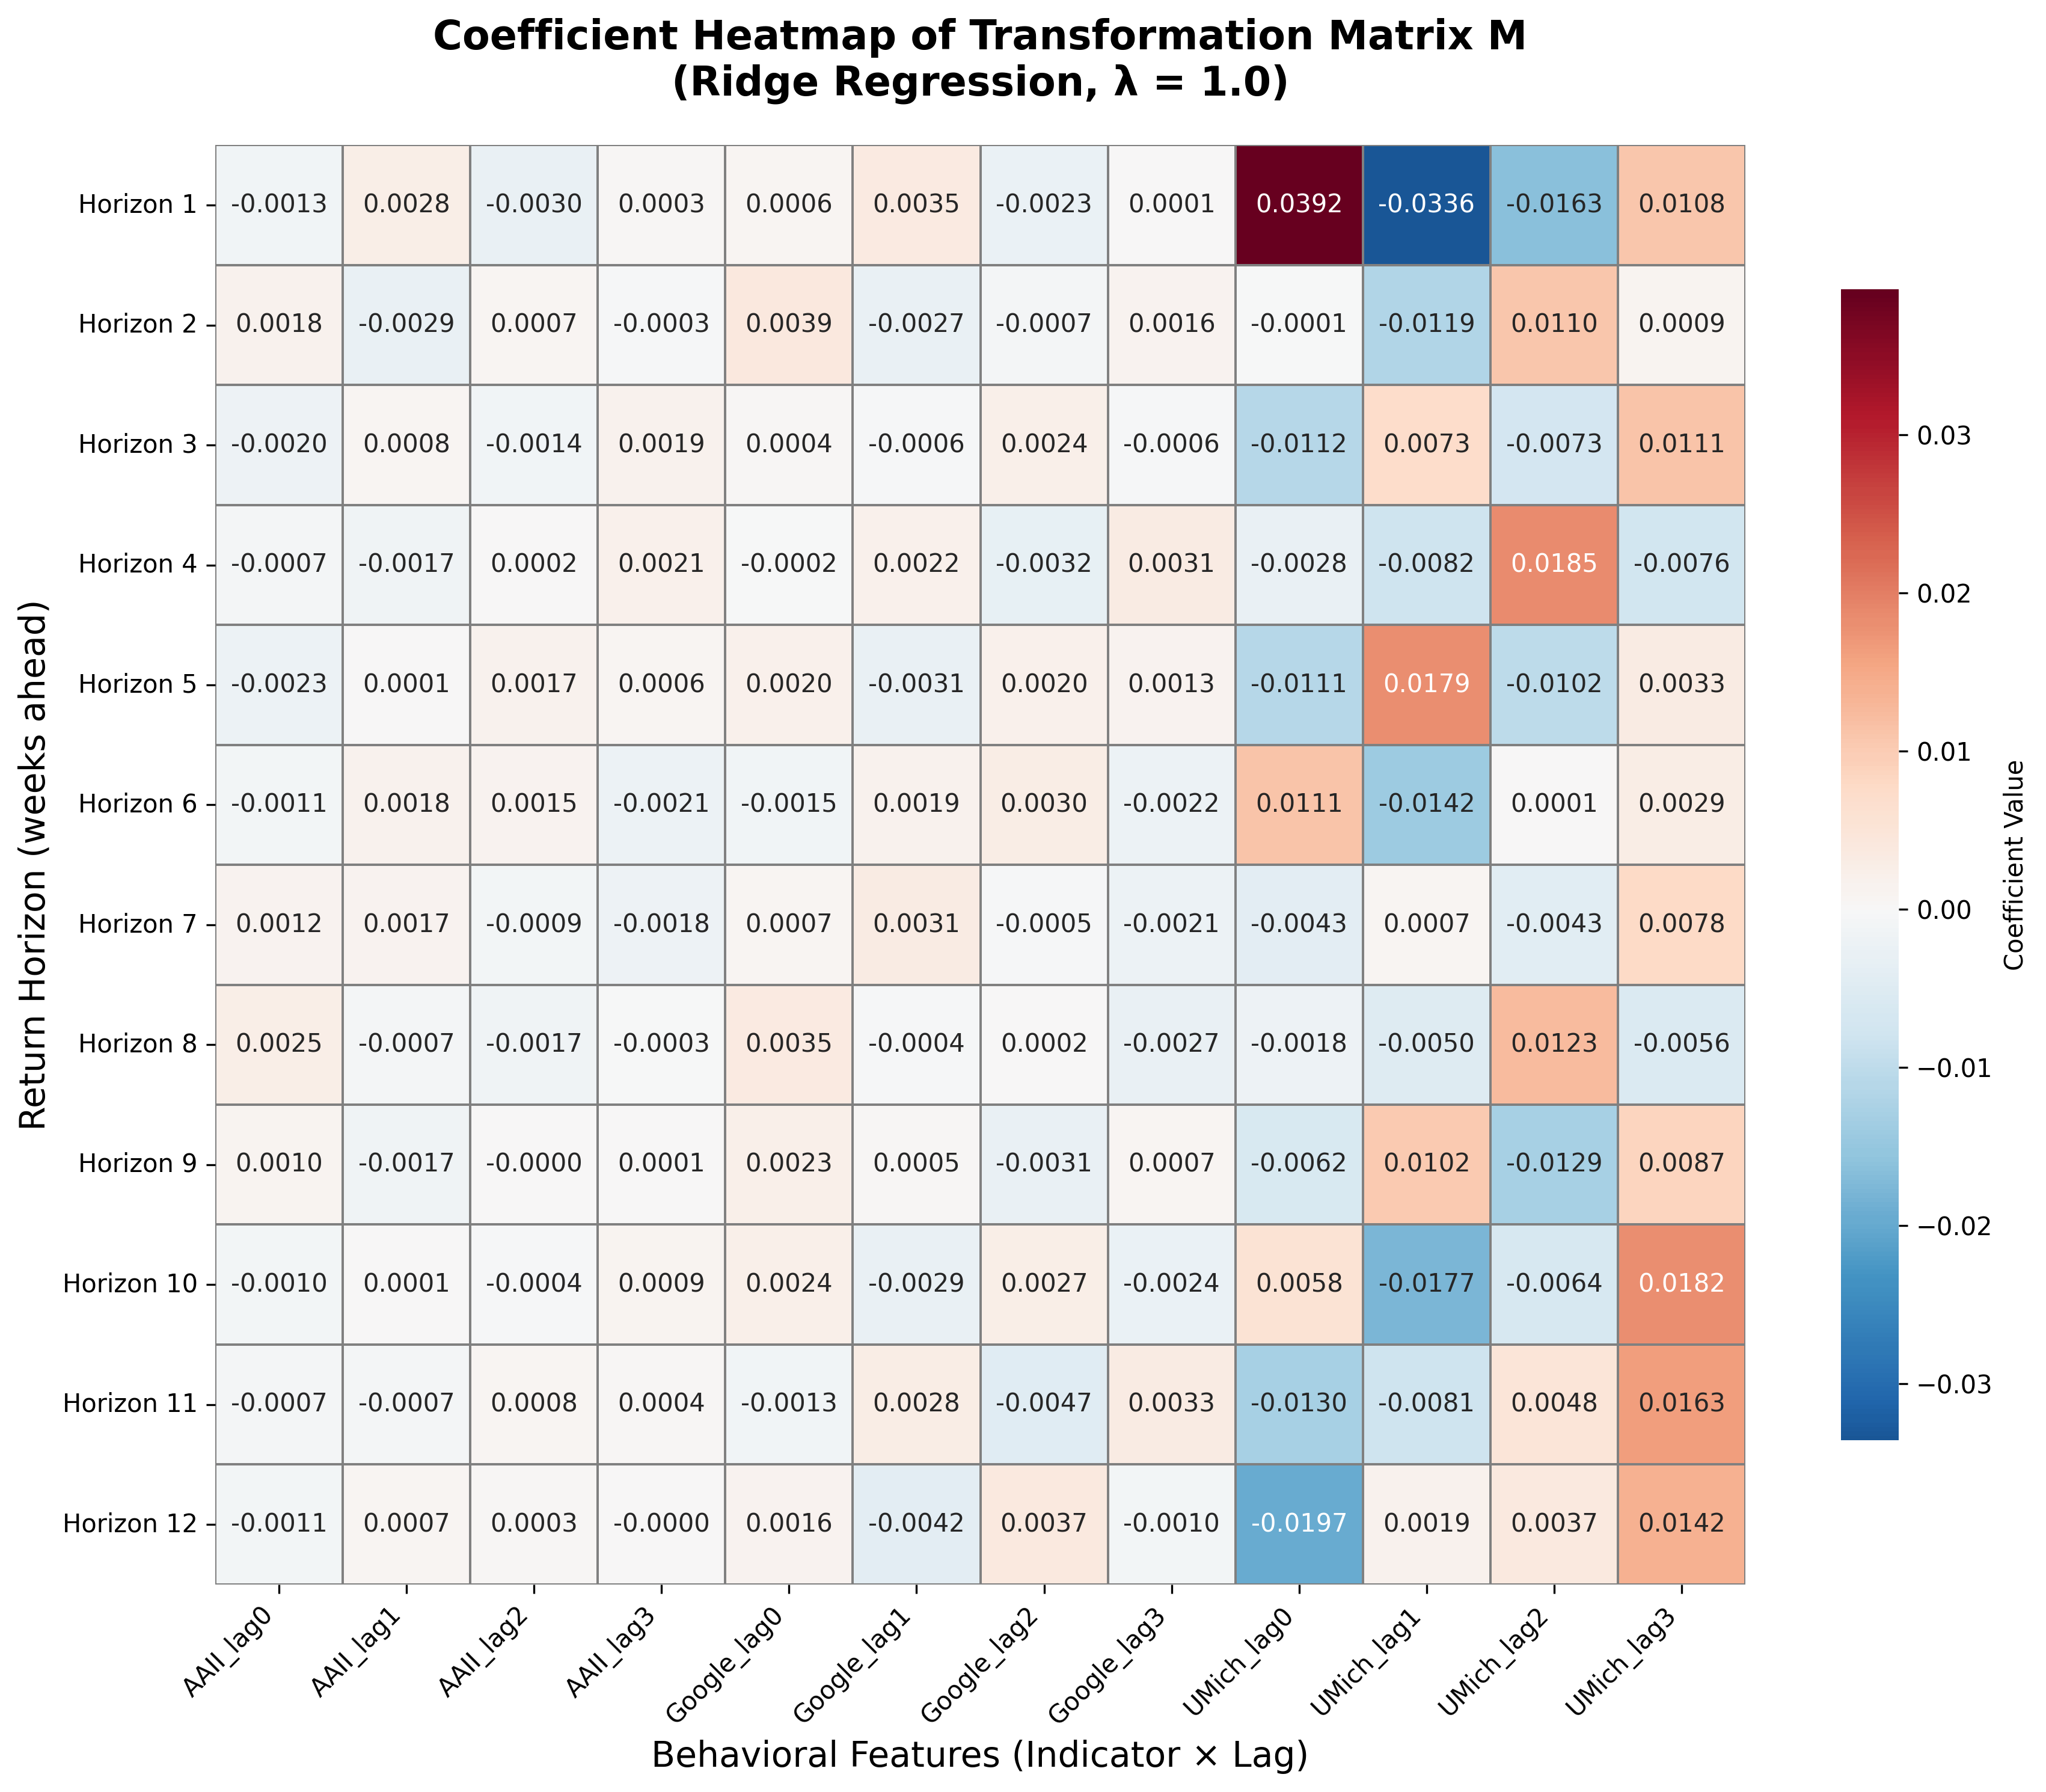 Coefficient Heatmap of Transformation Matrix M
(Ridge Regression, λ = 1.0)
Return Horizon (weeks ahead)
Horizon 1 -0.0013 0.0028 -0.0030 0.0003 0.0006 0.0035 -0.0023 0.0001 0.0392 -0.0336 -0.0163 0.0108
Horizon 2 0.0018 -0.0029 0.0007 -0.0003 0.0039 -0.0027 -0.0007 0.0016 -0.0001 -0.0119 0.0110 0.0009
Horizon 3 -0.0020 0.0008 -0.0014 0.0019 0.0004 -0.0006 0.0024 -0.0006 -0.0112 0.0073 -0.0073 0.0111
Horizon 4 -0.0007 -0.0017 0.0002 0.0021 -0.0002 0.0022 -0.0032 0.0031 -0.0028 -0.0082 0.0185 -0.0076
Horizon 5 -0.0023 0.0001 0.0017 0.0006 0.0020 -0.0031 0.0020 0.0013 -0.0111 0.0179 -0.0102 0.0033
Horizon 6 -0.0011 0.0018 0.0015 -0.0021 -0.0015 0.0019 0.0030 -0.0022 0.0111 -0.0142 0.0001 0.0029
Horizon 7 0.0012 0.0017 -0.0009 -0.0018 0.0007 0.0031 -0.0005 -0.0021 -0.0043 0.0007 -0.0043 0.0078
Horizon 8 0.0025 -0.0007 -0.0017 -0.0003 0.0035 -0.0004 0.0002 -0.0027 -0.0018 -0.0050 0.0123 -0.0056
Horizon 9 0.0010 -0.0017 -0.0000 0.0001 0.0023 0.0005 -0.0031 0.0007 -0.0062 0.0102 -0.0129 0.0087
Horizon 10 -0.0010 0.0001 -0.0004 0.0009 0.0024 -0.0029 0.0027 -0.0024 0.0058 -0.0177 -0.0064 0.0182
Horizon 11 -0.0007 -0.0007 0.0008 0.0004 -0.0013 0.0028 -0.0047 0.0033 -0.0130 -0.0081 0.0048 0.0163
Horizon 12 -0.0011 0.0007 0.0003 -0.0000 0.0016 -0.0042 0.0037 -0.0010 -0.0197 0.0019 0.0037 0.0142
AAII_lag0 AAII_lag1 AAII_lag2 AAII_lag3 Google_lag0 Google_lag1 Google_lag2 Google_lag3 UMich_lag0 UMich_lag1 UMich_lag2 UMich_lag3
Behavioral Features (Indicator × Lag)
0.03
0.02
0.01
0.00
−0.01
−0.02
−0.03
Coefficient Value